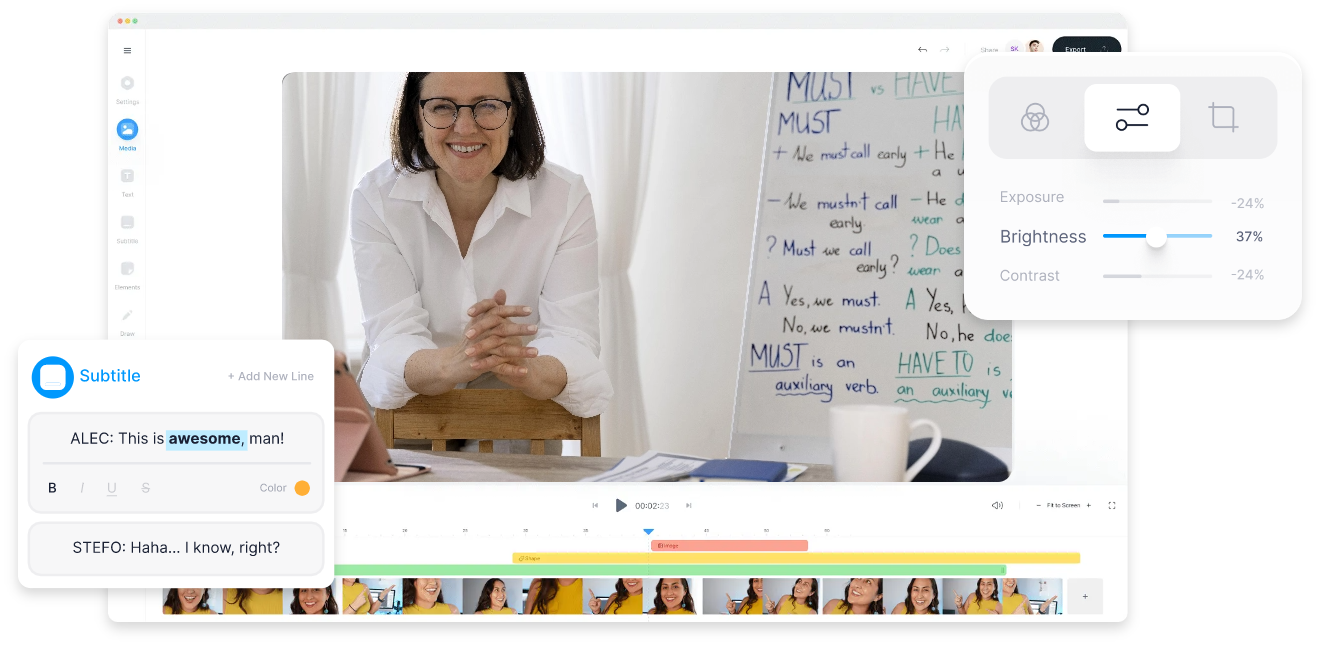 Share
SK
Export
Settings
Media
Text
Subtitle
Elements
Draw
MUST vs HAVE
MUST HA
+ We must call early + He
a u
- We mustn't call - He d
early. wear a
? Must we call ? Does
early? wear a
A Yes, we must. A Yes, h
No, we mustn't. No, he does
MUST is an HAVE TO is
auxiliary verb. an auxiliary v
Exposure -24%
Brightness 37%
Contrast -24%
Subtitle + Add New Line
ALEC: This is awesome, man!
B I U S Color
STEFO: Haha... I know, right?
00:02:23
− Fit to Screen +
Image
Shape
+